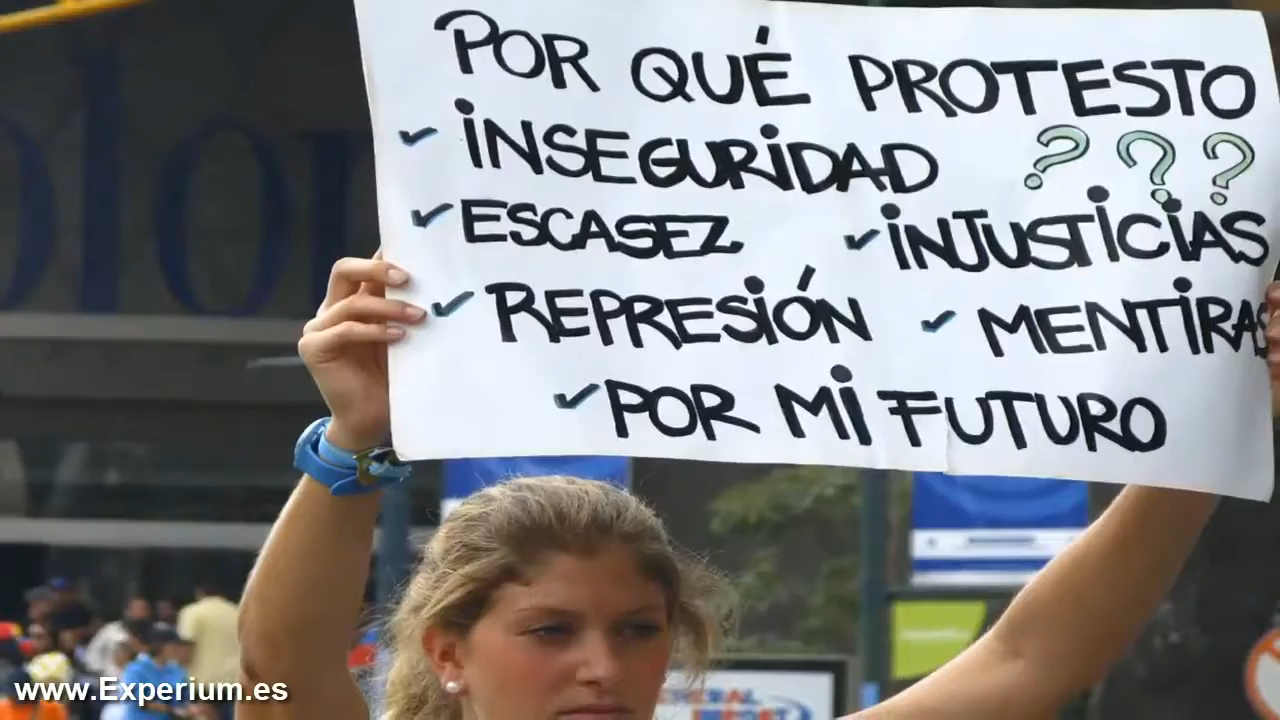 POR QUÉ PROTESTO
✓ INSEGURIDAD ???
✓ ESCASEZ ✓ INJUSTICIAS
✓ REPRESIÓN ✓ MENTIRAS
✓ POR MI FUTURO
www.Experium.es